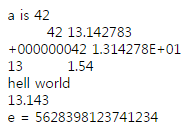 a is 42
        42 13.142783
+000000042 1.314278E+01
13        1.54
hell world
13.143
e = 5628398123741234